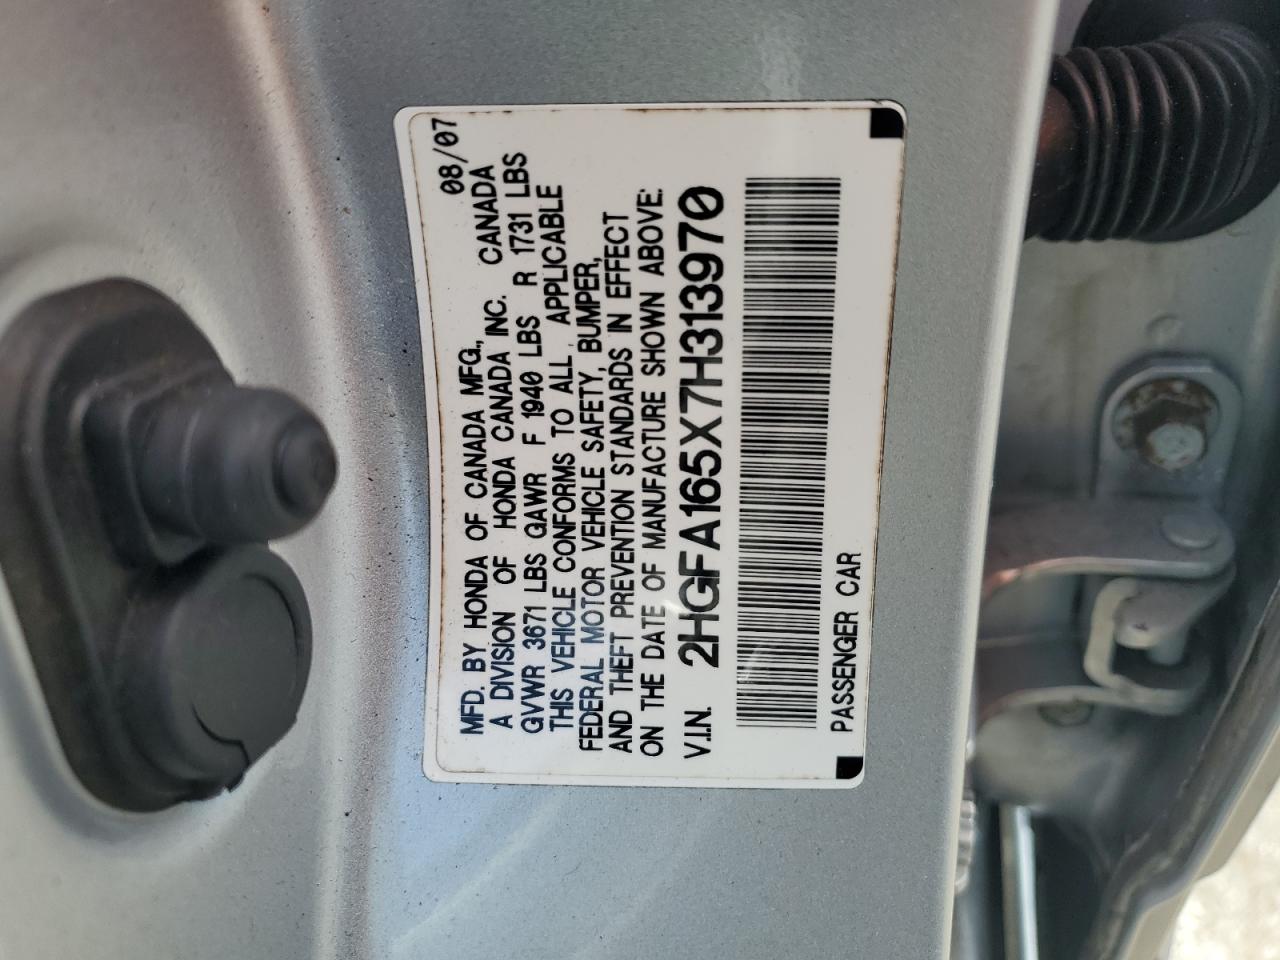 MFD. BY HONDA OF CANADA MFG., 08/07
A DIVISION OF HONDA CANADA INC. CANADA
GVWR 3671 LBS GAWR F 1940 LBS R 1731 LBS
THIS VEHICLE CONFORMS TO ALL APPLICABLE
FEDERAL MOTOR VEHICLE SAFETY, BUMPER,
AND THEFT PREVENTION STANDARDS IN EFFECT
ON THE DATE OF MANUFACTURE SHOWN ABOVE.
V.I.N. 2HGFA165X7H313970
PASSENGER CAR